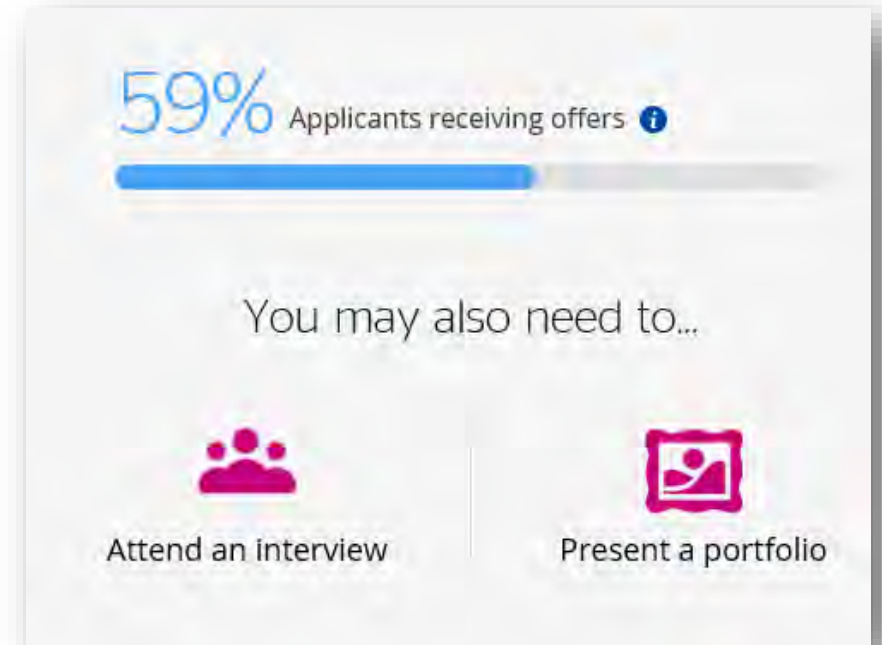 59% Applicants receiving offers i
You may also need to...
Attend an interview
Present a portfolio